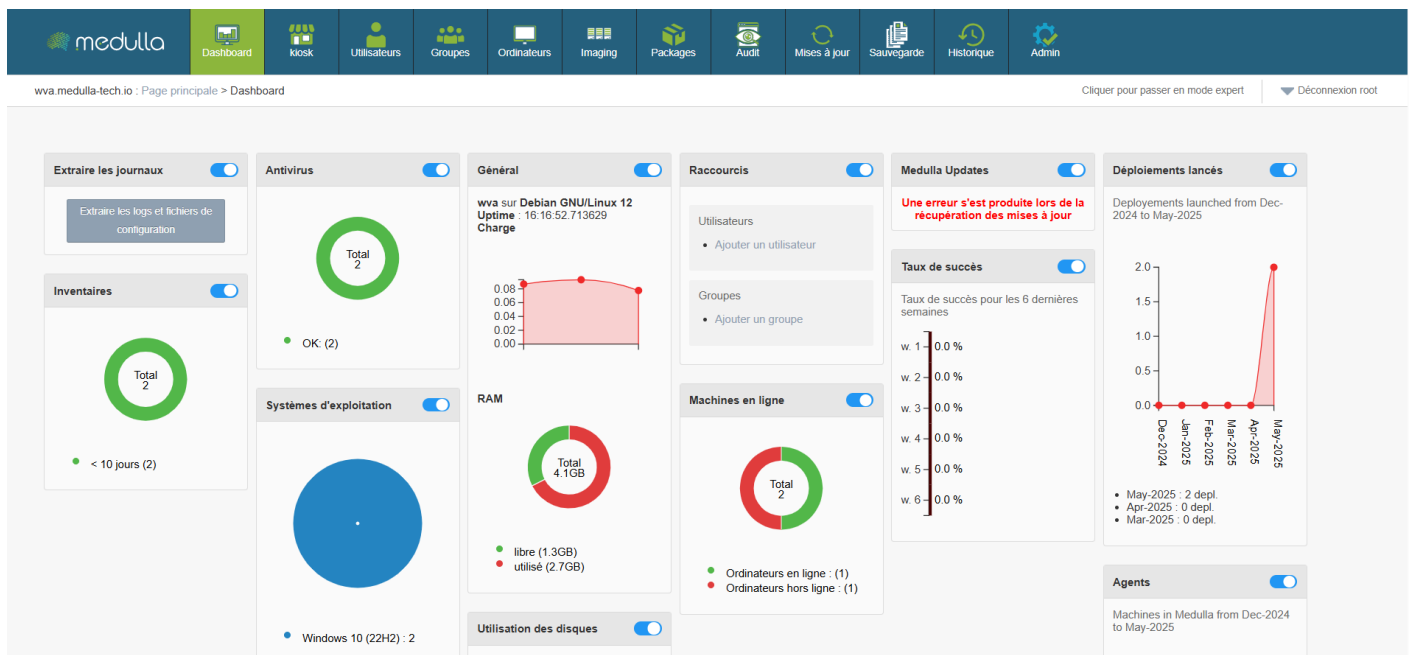 medulla
Dashboard
kiosk
Utilisateurs
Groupes
Ordinateurs
Imaging
Packages
Audit
Mises à jour
Sauvegarde
Historique
Admin
wva.medulla-tech.io : Page principale > Dashboard
Cliquer pour passer en mode expert
Déconnexion root
Extraire les journaux
Extraire les logs et fichiers de
configuration
Inventaires
Total
2
< 10 jours (2)
Antivirus
Total
2
OK: (2)
Systèmes d'exploitation
Windows 10 (22H2) : 2
Général
wva sur Debian GNU/Linux 12
Uptime : 16:16:52.713629
Charge
0.08
0.06
0.04
0.02
0.00
RAM
Total
4.1GB
libre (1.3GB)
utilisé (2.7GB)
Utilisation des disques
Raccourcis
Utilisateurs
Ajouter un utilisateur
Groupes
Ajouter un groupe
Machines en ligne
Total
2
Ordinateurs en ligne : (1)
Ordinateurs hors ligne : (1)
Medulla Updates
Une erreur s'est produite lors de la
récupération des mises à jour
Taux de succès
Taux de succès pour les 6 dernières
semaines
w. 1 0.0 %
w. 2 0.0 %
w. 3 0.0 %
w. 4 0.0 %
w. 5 0.0 %
w. 6 0.0 %
Déploiements lancés
Deployements launched from Dec-
2024 to May-2025
2.0
1.5
1.0
0.5
0.0
Dec-2024
Jan-2025
Feb-2025
Mar-2025
Apr-2025
May-2025
May-2025 : 2 depl.
Apr-2025 : 0 depl.
Mar-2025 : 0 depl.
Agents
Machines in Medulla from Dec-2024
to May-2025